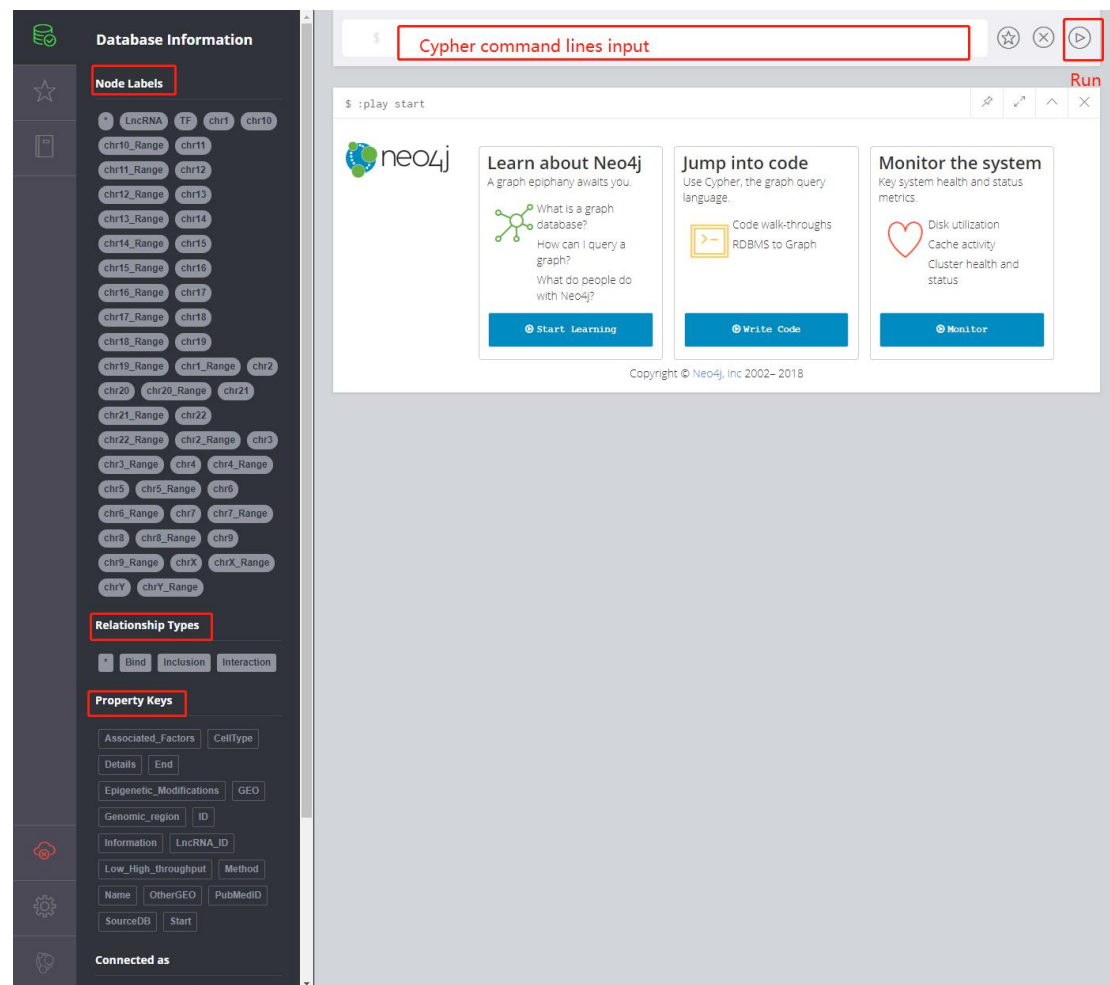 Database Information
Node Labels
* LncRNA TF chr1 chr10
chr10_Range chr11
chr11_Range chr12
chr12_Range chr13
chr13_Range chr14
chr14_Range chr15
chr15_Range chr16
chr16_Range chr17
chr17_Range chr18
chr18_Range chr19
chr19_Range chr1_Range chr2
chr20 chr20_Range chr21
chr21_Range chr22
chr22_Range chr2_Range chr3
chr3_Range chr4 chr4_Range
chr5 chr5_Range chr6
chr6_Range chr7 chr7_Range
chr8 chr8_Range chr9
chr9_Range chrX chrX_Range
chrY chrY_Range
Relationship Types
* Bind Inclusion Interaction
Property Keys
Associated_Factors CellType
Details End
Epigenetic_Modifications GEO
Genomic_region ID
Information LncRNA_ID
Low_High_throughput Method
Name OtherGEO PubMedID
SourceDB Start
Connected as
$ Cypher command lines input
Run
$ :play start
neo4j
Learn about Neo4j
A graph epiphany awaits you.
What is a graph
database?
How can I query a
graph?
What do people do
with Neo4j?
Start Learning
Jump into code
Use Cypher, the graph query
language.
Code walk-throughs
RDBMS to Graph
Write Code
Monitor the system
Key system health and status
metrics.
Disk utilization
Cache activity
Cluster health and
status
Monitor
Copyright © Neo4j, Inc 2002– 2018